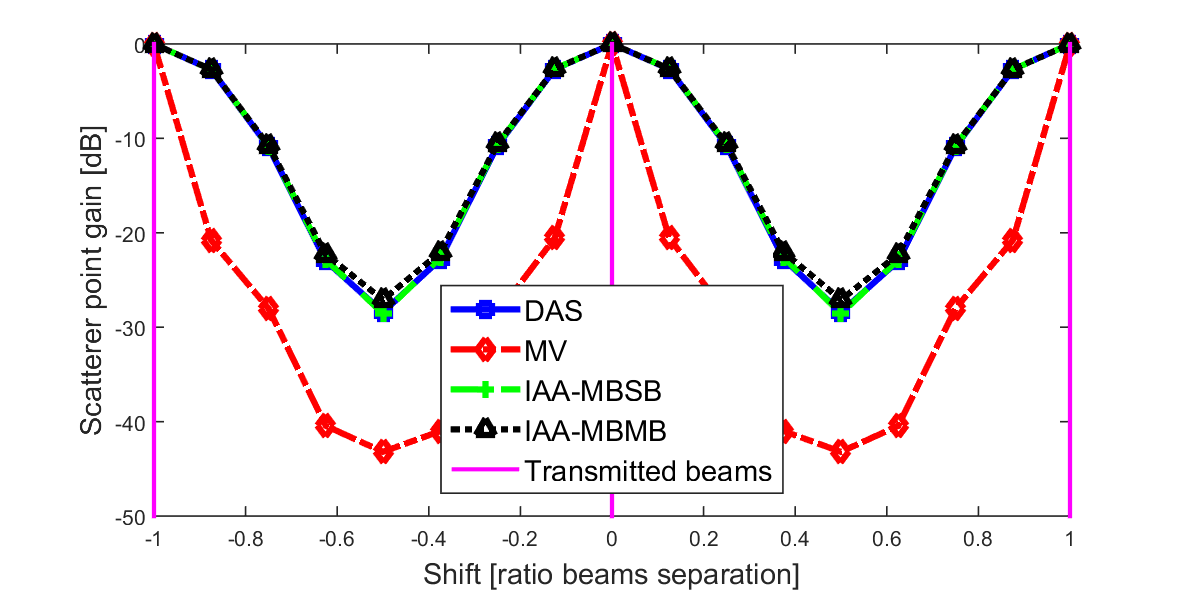 Scatterer point gain [dB]
0
-10
-20
-30
-40
-50
DAS
MV
IAA-MBSB
IAA-MBMB
Transmitted beams
-1 -0.8 -0.6 -0.4 -0.2 0 0.2 0.4 0.6 0.8 1
Shift [ratio beams separation]